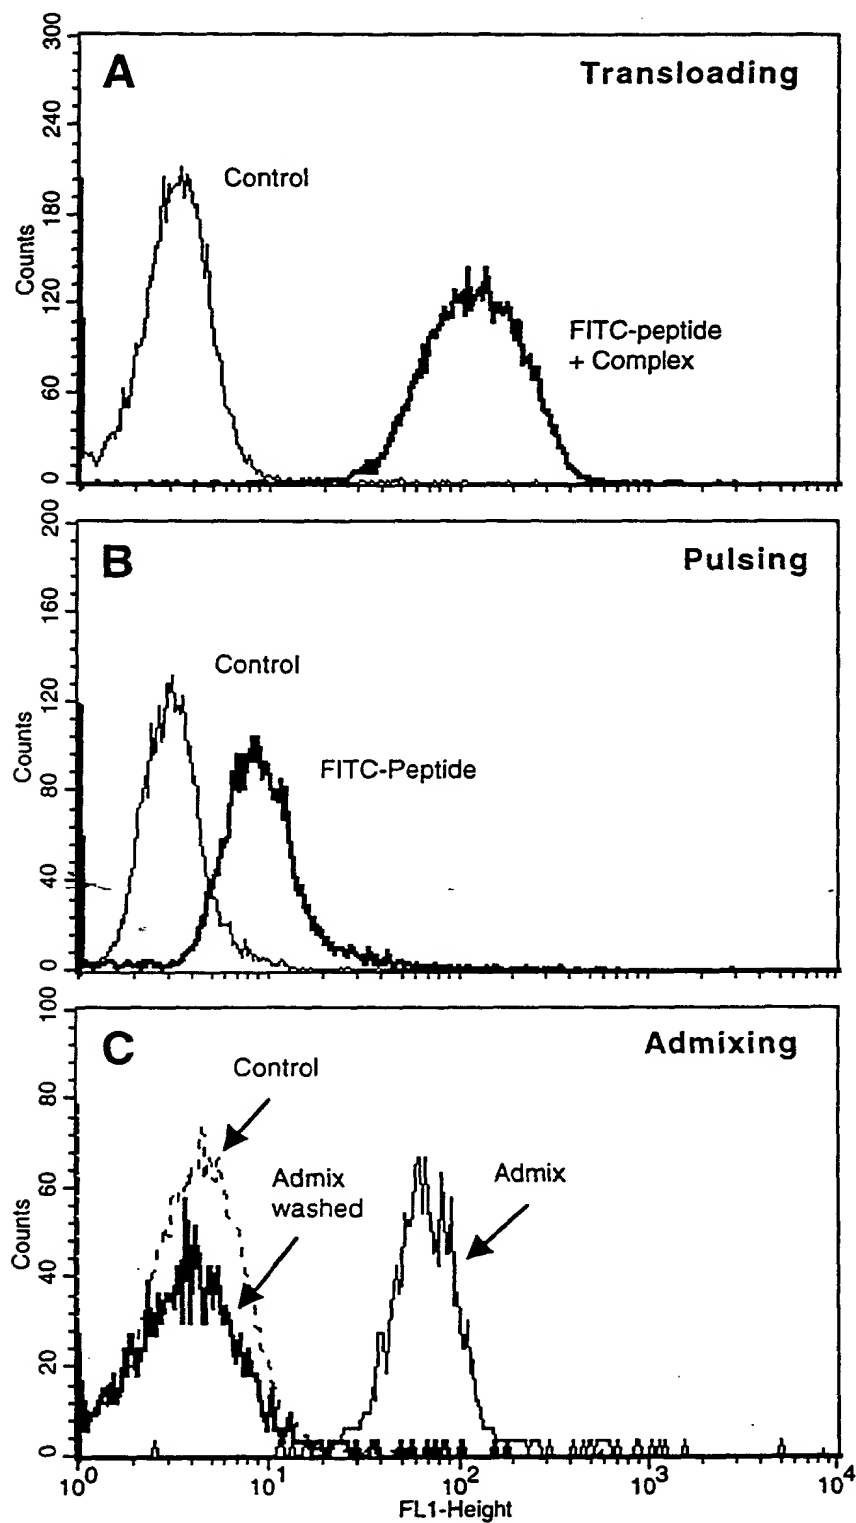 A
Transloading
300
240
180
120
60
0
Counts
Control
FITC-peptide
+ Complex
B
Pulsing
200
160
120
80
40
0
Counts
Control
FITC-Peptide
C
Admixing
100
80
60
40
20
0
Counts
Control
Admix
washed
Admix
10⁰ 10¹ 10² 10³ 10⁴
FL1-Height